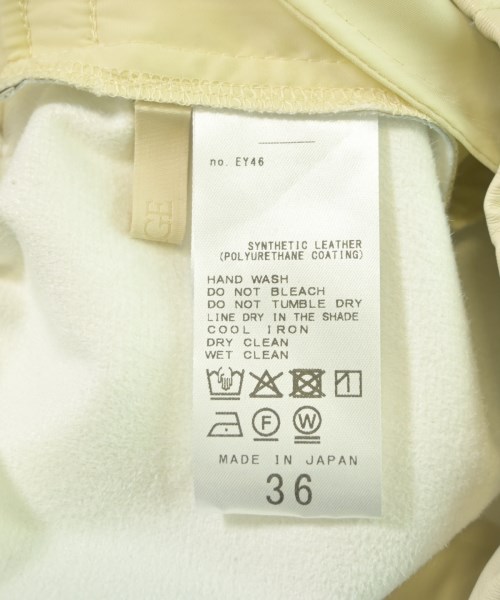 GE
no. EY46
SYNTHETIC LEATHER
(POLYURETHANE COATING)
HAND WASH
DO NOT BLEACH
DO NOT TUMBLE DRY
LINE DRY IN THE SHADE
COOL IRON
DRY CLEAN
WET CLEAN
F W
MADE IN JAPAN
36